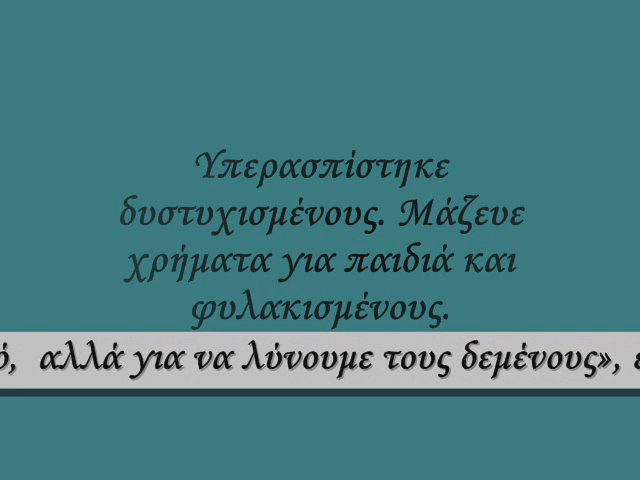 Υπερασπίστηκε
δυστυχισμένους. Μάζευε
χρήματα για παιδιά και
φυλακισμένους.
αλλά για να λύνουμε τους δεμένους»,